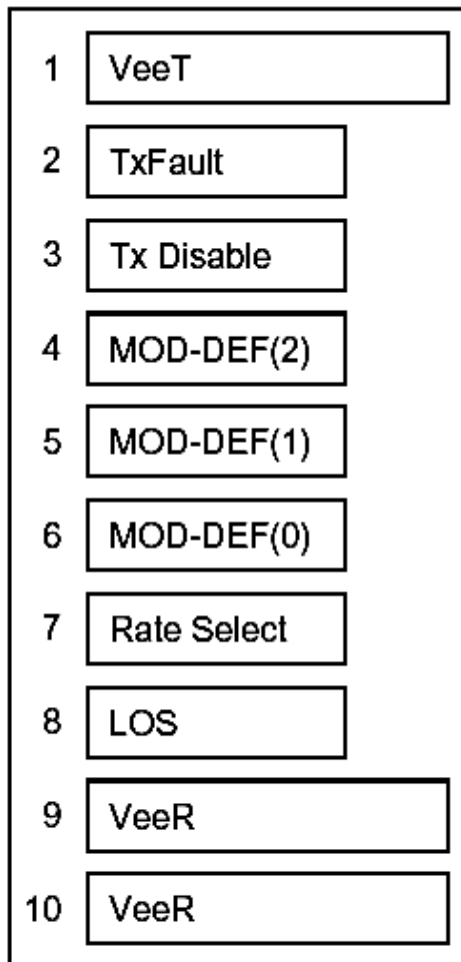 1 VeeT
2 TxFault
3 Tx Disable
4 MOD-DEF(2)
5 MOD-DEF(1)
6 MOD-DEF(0)
7 Rate Select
8 LOS
9 VeeR
10 VeeR